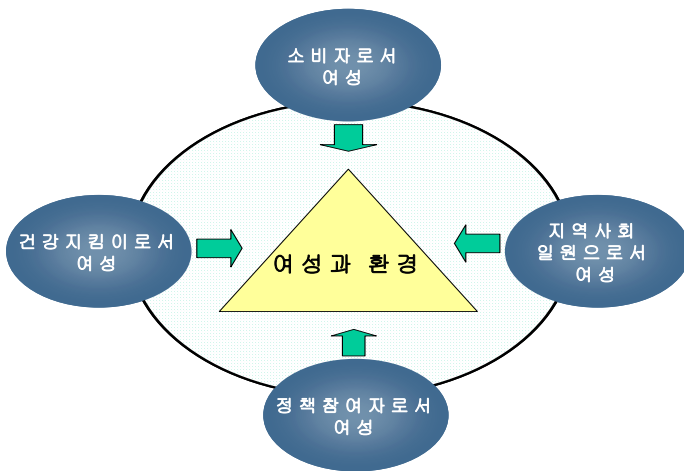 소비자로서
여성
건강지킴이로서
여성
여성과 환경
지역사회
일원으로서
여성
정책참여자로서
여성